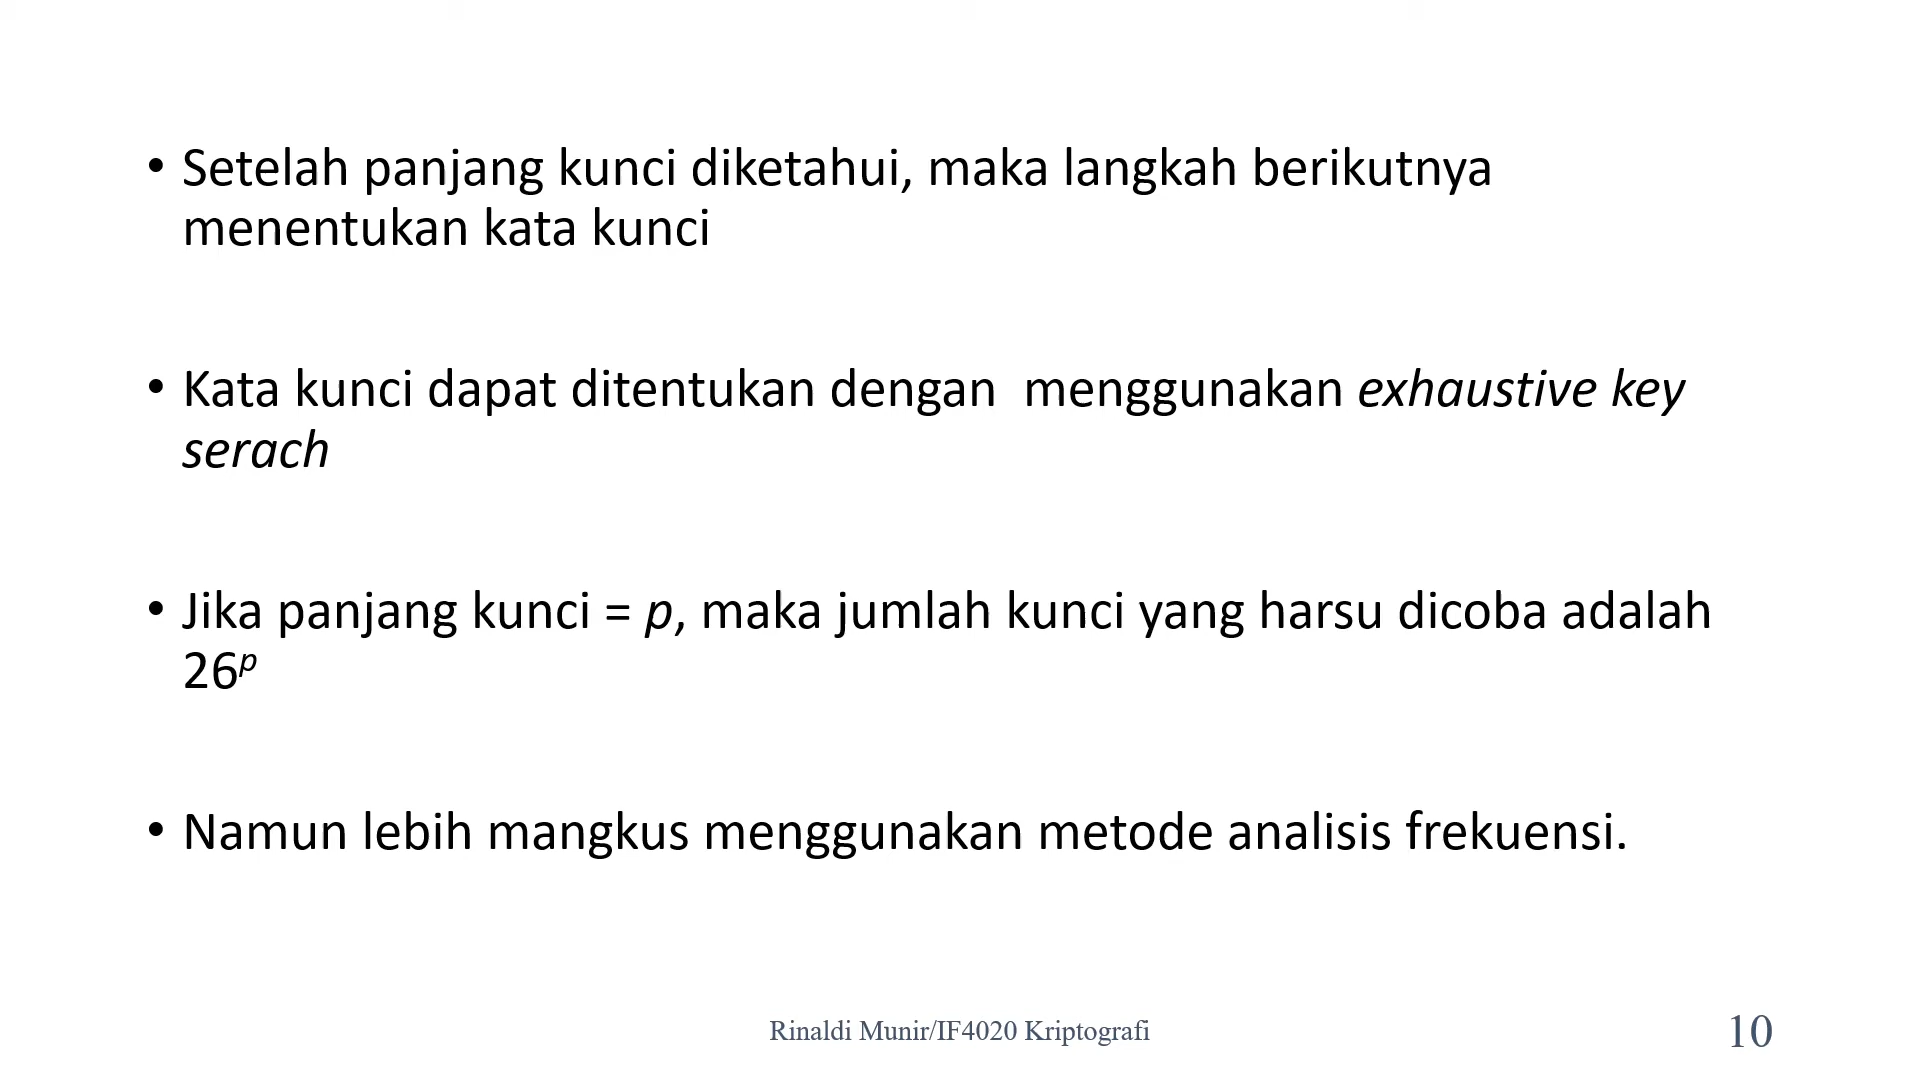 • Setelah panjang kunci diketahui, maka langkah berikutnya
menentukan kata kunci
• Kata kunci dapat ditentukan dengan  menggunakan exhaustive key
serach
• Jika panjang kunci = p, maka jumlah kunci yang harsu dicoba adalah
26ᵖ
• Namun lebih mangkus menggunakan metode analisis frekuensi.
Rinaldi Munir/IF4020 Kriptografi
10